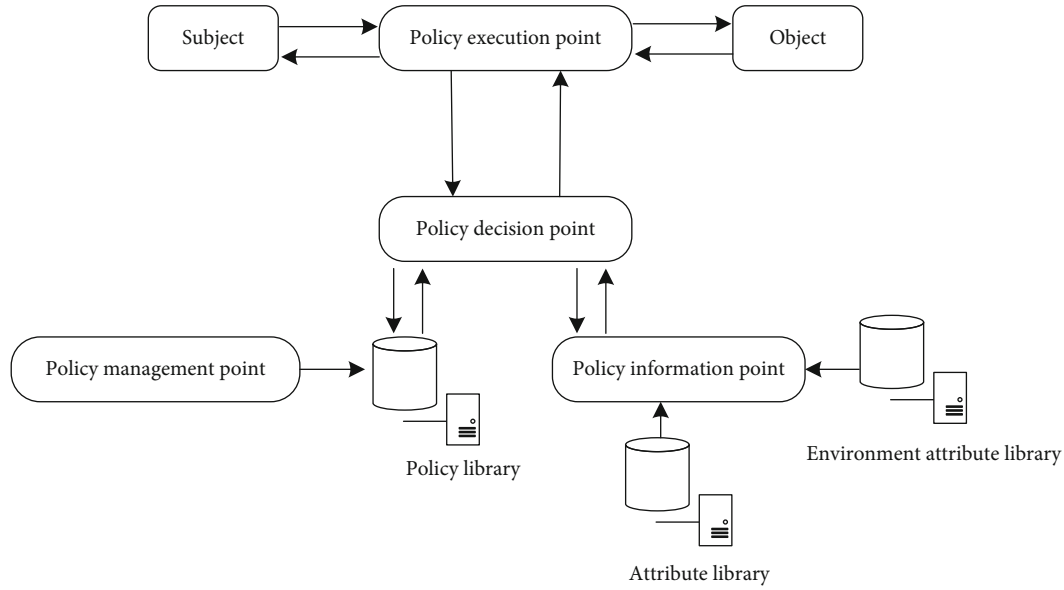 Subject
Policy execution point
Object
Policy decision point
Policy management point
Policy information point
Policy library
Environment attribute library
Attribute library